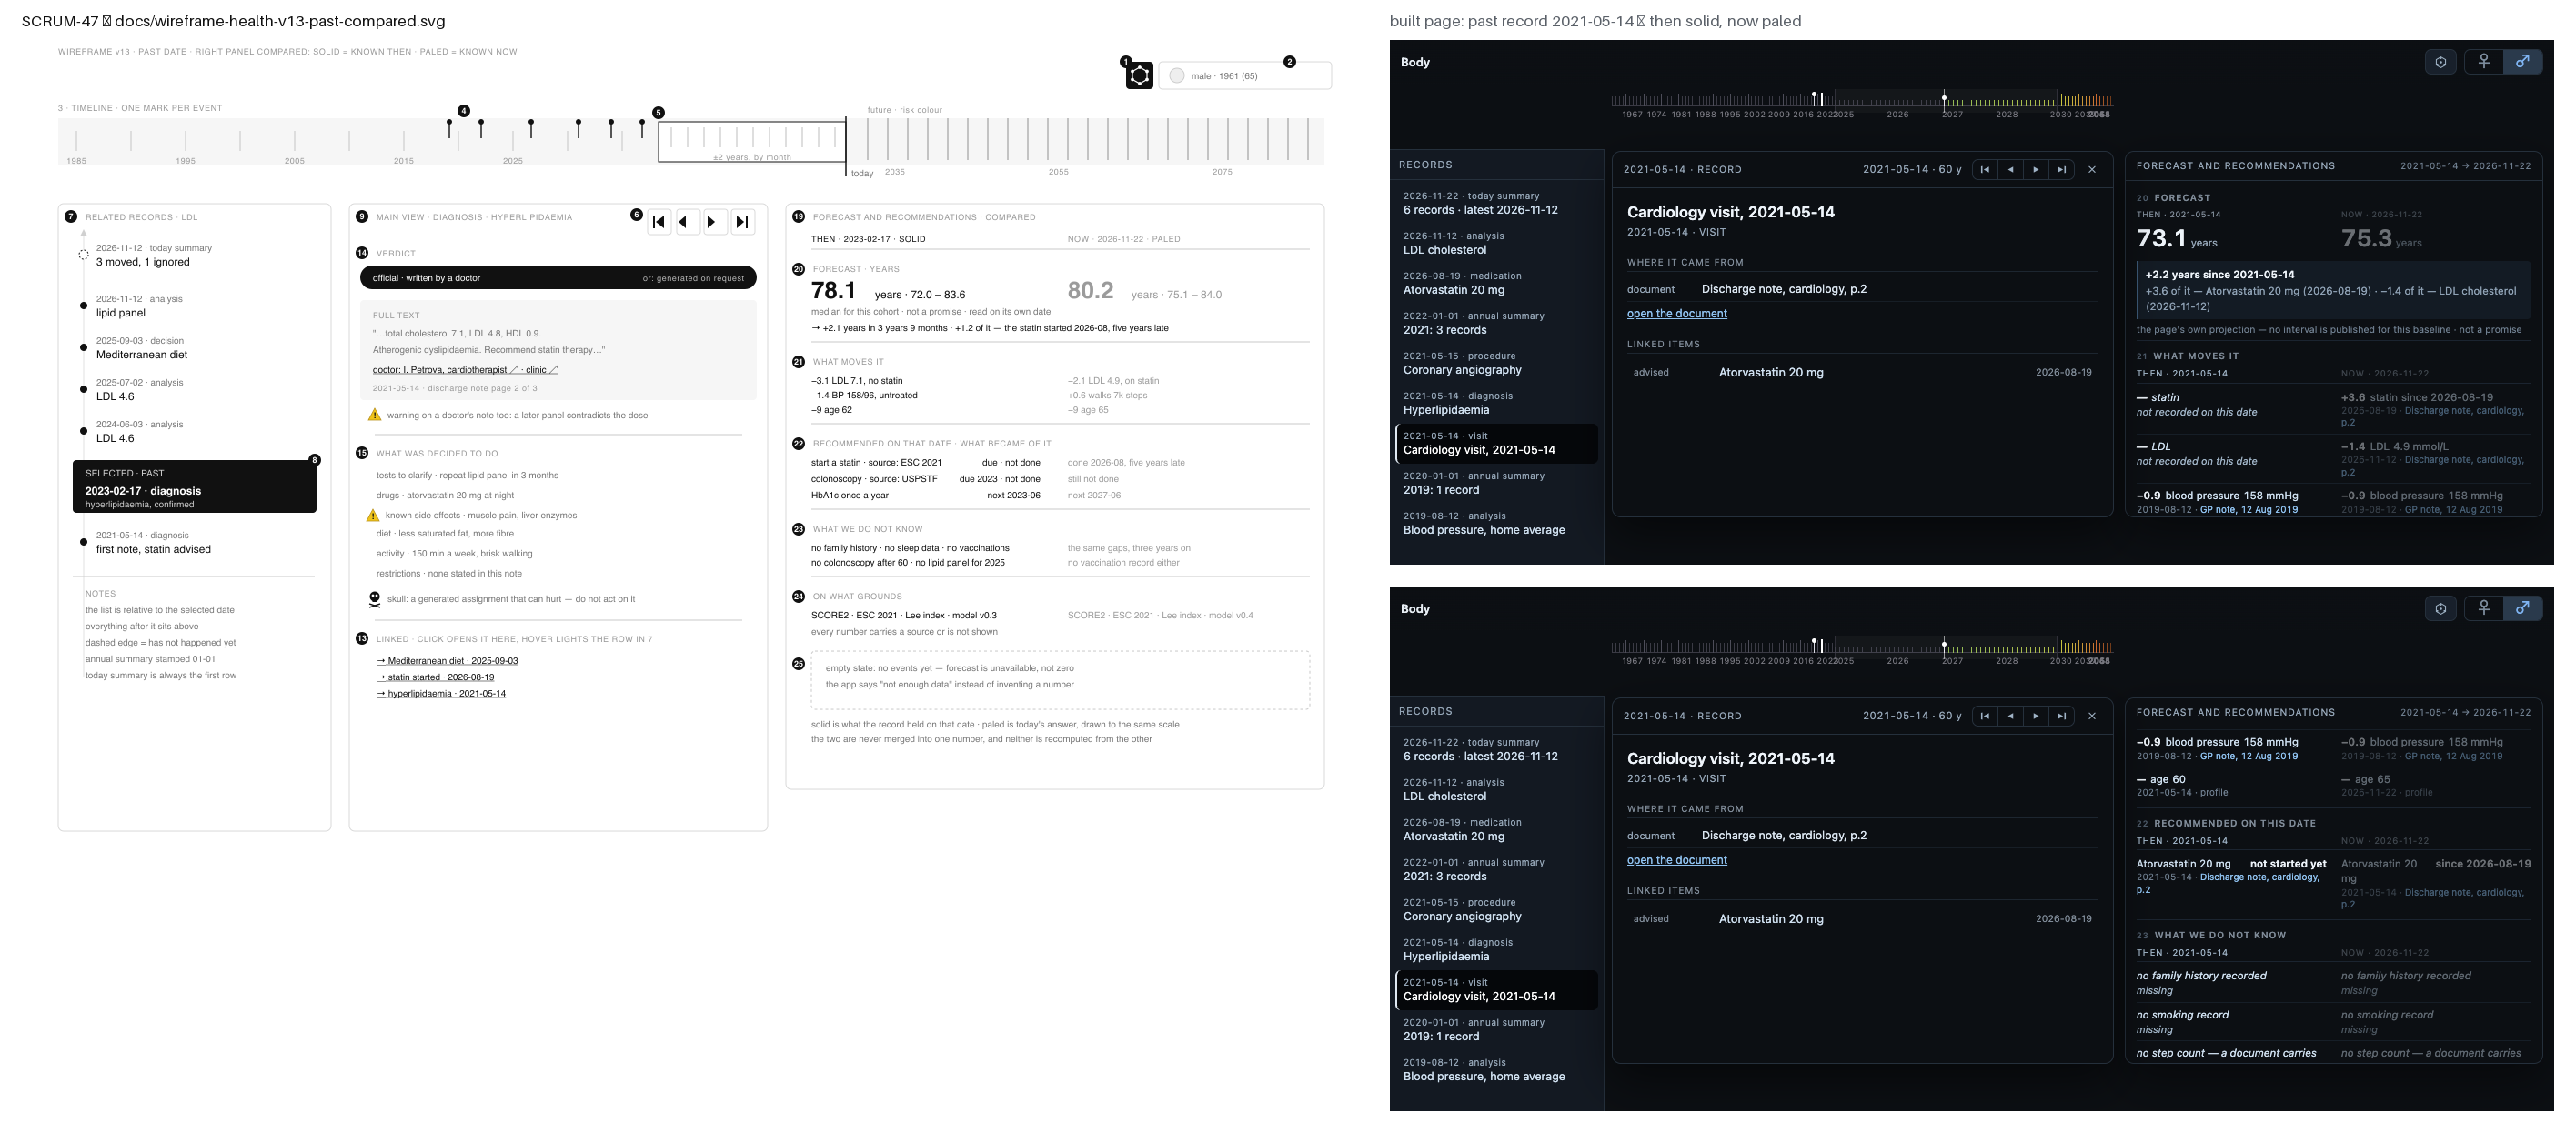 SCRUM-47 docs/wireframe-health-v13-past-compared.svg
WIREFRAME v13 · PAST DATE · RIGHT PANEL COMPARED: SOLID = KNOWN THEN · PALED = KNOWN NOW
1
2
male · 1961 (65)
3 · TIMELINE · ONE MARK PER EVENT
4
5
future · risk colour
±2 years, by month
1985
1995
2005
2015
2025
today
2035
2055
2075
7
RELATED RECORDS · LDL
2026-11-12 · today summary
3 moved, 1 ignored
2026-11-12 · analysis
lipid panel
2025-09-03 · decision
Mediterranean diet
2025-07-02 · analysis
LDL 4.6
2024-06-03 · analysis
LDL 4.6
8
SELECTED · PAST
2023-02-17 · diagnosis
hyperlipidaemia, confirmed
2021-05-14 · diagnosis
first note, statin advised
NOTES
the list is relative to the selected date
everything after it sits above
dashed edge = has not happened yet
annual summary stamped 01-01
today summary is always the first row
9
MAIN VIEW · DIAGNOSIS · HYPERLIPIDAEMIA
6
14
VERDICT
official · written by a doctor
or: generated on request
FULL TEXT
"…total cholesterol 7.1, LDL 4.8, HDL 0.9.
Atherogenic dyslipidaemia. Recommend statin therapy…"
doctor: I. Petrova, cardiotherapist ↗ · clinic ↗
2021-05-14 · discharge note page 2 of 3
warning on a doctor's note too: a later panel contradicts the dose
15
WHAT WAS DECIDED TO DO
tests to clarify · repeat lipid panel in 3 months
drugs · atorvastatin 20 mg at night
known side effects · muscle pain, liver enzymes
diet · less saturated fat, more fibre
activity · 150 min a week, brisk walking
restrictions · none stated in this note
skull: a generated assignment that can hurt — do not act on it
13
LINKED · CLICK OPENS IT HERE, HOVER LIGHTS THE ROW IN 7
→ Mediterranean diet · 2025-09-03
→ statin started · 2026-08-19
→ hyperlipidaemia · 2021-05-14
19
FORECAST AND RECOMMENDATIONS · COMPARED
THEN · 2023-02-17 · SOLID
NOW · 2026-11-22 · PALED
20
FORECAST · YEARS
78.1 years · 72.0 – 83.6
80.2 years · 75.1 – 84.0
median for this cohort · not a promise · read on its own date
→ +2.1 years in 3 years 9 months · +1.2 of it — the statin started 2026-08, five years late
21
WHAT MOVES IT
−3.1 LDL 7.1, no statin
−2.1 LDL 4.9, on statin
−1.4 BP 158/96, untreated
+0.6 walks 7k steps
−9 age 62
−9 age 65
22
RECOMMENDED ON THAT DATE · WHAT BECAME OF IT
start a statin · source: ESC 2021
due · not done
done 2026-08, five years late
colonoscopy · source: USPSTF
due 2023 · not done
still not done
HbA1c once a year
next 2023-06
next 2027-06
23
WHAT WE DO NOT KNOW
no family history · no sleep data · no vaccinations
the same gaps, three years on
no colonoscopy after 60 · no lipid panel for 2025
no vaccination record either
24
ON WHAT GROUNDS
SCORE2 · ESC 2021 · Lee index · model v0.3
SCORE2 · ESC 2021 · Lee index · model v0.4
every number carries a source or is not shown
25
empty state: no events yet — forecast is unavailable, not zero
the app says "not enough data" instead of inventing a number
solid is what the record held on that date · paled is today's answer, drawn to the same scale
the two are never merged into one number, and neither is recomputed from the other
built page: past record 2021-05-14 then solid, now paled
Body
1967 1974 1981 1988 1995 2002 2009 2016 2025 2026 2027 2028 2030
RECORDS
2026-11-22 · today summary
6 records · latest 2026-11-12
2026-11-12 · analysis
LDL cholesterol
2026-08-19 · medication
Atorvastatin 20 mg
2022-01-01 · annual summary
2021: 3 records
2021-05-15 · procedure
Coronary angiography
2021-05-14 · diagnosis
Hyperlipidaemia
2021-05-14 · visit
Cardiology visit, 2021-05-14
2020-01-01 · annual summary
2019: 1 record
2019-08-12 · analysis
Blood pressure, home average
2021-05-14 · RECORD
2021-05-14 · 60 y
Cardiology visit, 2021-05-14
2021-05-14 · VISIT
WHERE IT CAME FROM
document Discharge note, cardiology, p.2
open the document
LINKED ITEMS
advised Atorvastatin 20 mg 2026-08-19
FORECAST AND RECOMMENDATIONS
2021-05-14 → 2026-11-22
20 FORECAST
THEN · 2021-05-14
NOW · 2026-11-22
73.1 years
75.3 years
+2.2 years since 2021-05-14
+3.6 of it — Atorvastatin 20 mg (2026-08-19) · −1.4 of it — LDL cholesterol
(2026-11-12)
the page's own projection — no interval is published for this baseline · not a promise
21 WHAT MOVES IT
THEN · 2021-05-14
NOW · 2026-11-22
— statin
not recorded on this date
+3.6 statin since 2026-08-19
2026-08-19 · Discharge note, cardiology,
p.2
— LDL
not recorded on this date
−1.4 LDL 4.9 mmol/L
2026-11-12 · Discharge note, cardiology,
p.2
−0.9 blood pressure 158 mmHg
2019-08-12 · GP note, 12 Aug 2019
−0.9 blood pressure 158 mmHg
2019-08-12 · GP note, 12 Aug 2019
Body
1967 1974 1981 1988 1995 2002 2009 2016 2025 2026 2027 2028 2030
RECORDS
2026-11-22 · today summary
6 records · latest 2026-11-12
2026-11-12 · analysis
LDL cholesterol
2026-08-19 · medication
Atorvastatin 20 mg
2022-01-01 · annual summary
2021: 3 records
2021-05-15 · procedure
Coronary angiography
2021-05-14 · diagnosis
Hyperlipidaemia
2021-05-14 · visit
Cardiology visit, 2021-05-14
2020-01-01 · annual summary
2019: 1 record
2019-08-12 · analysis
Blood pressure, home average
2021-05-14 · RECORD
2021-05-14 · 60 y
Cardiology visit, 2021-05-14
2021-05-14 · VISIT
WHERE IT CAME FROM
document Discharge note, cardiology, p.2
open the document
LINKED ITEMS
advised Atorvastatin 20 mg 2026-08-19
FORECAST AND RECOMMENDATIONS
2021-05-14 → 2026-11-22
−0.9 blood pressure 158 mmHg
2019-08-12 · GP note, 12 Aug 2019
−0.9 blood pressure 158 mmHg
2019-08-12 · GP note, 12 Aug 2019
— age 60
2021-05-14 · profile
— age 65
2026-11-22 · profile
22 RECOMMENDED ON THIS DATE
THEN · 2021-05-14
NOW · 2026-11-22
Atorvastatin 20 mg not started yet
2021-05-14 · Discharge note, cardiology,
p.2
Atorvastatin 20 since 2026-08-19
mg
2021-05-14 · Discharge note, cardiology,
p.2
23 WHAT WE DO NOT KNOW
THEN · 2021-05-14
NOW · 2026-11-22
no family history recorded
missing
no family history recorded
missing
no smoking record
missing
no smoking record
missing
no step count — a document carries
no step count — a document carries